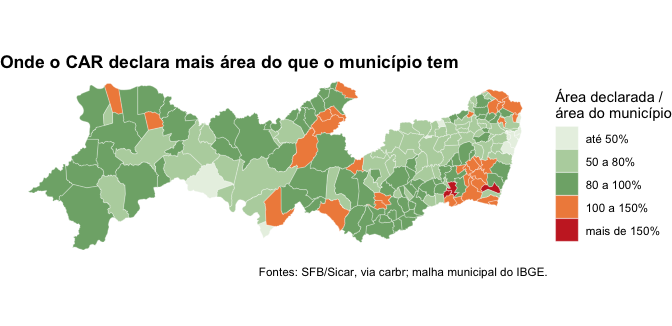 Onde o CAR declara mais área do que o município tem
Área declarada /
área do município
até 50%
50 a 80%
80 a 100%
100 a 150%
mais de 150%
Fontes: SFB/Sicar, via carbr; malha municipal do IBGE.